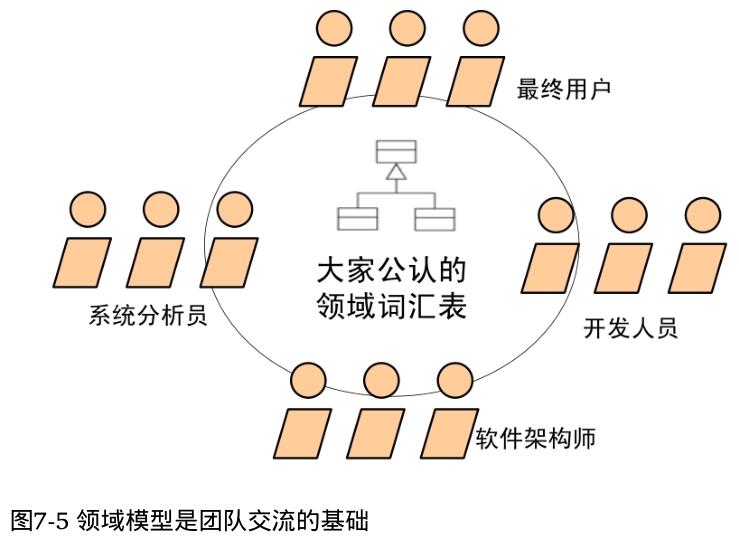 最终用户
大家公认的
领域词汇表
系统分析员
开发人员
软件架构师
图7-5 领域模型是团队交流的基础